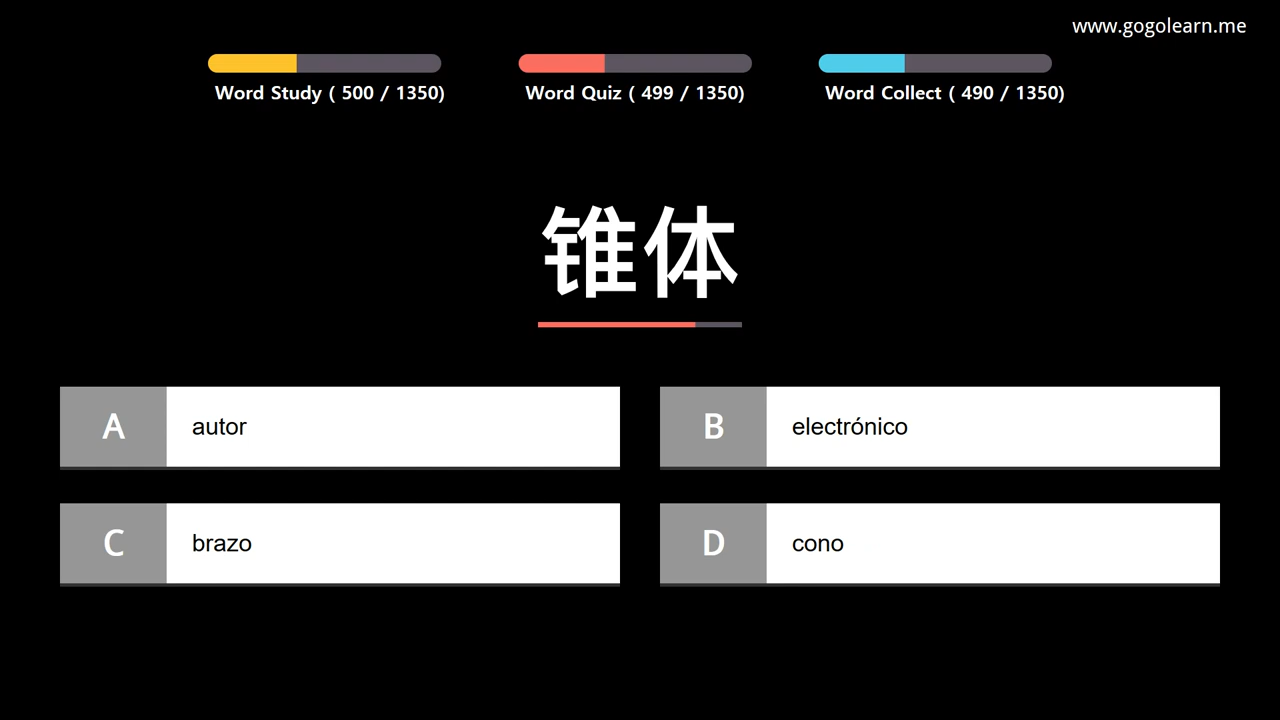 www.gogolearn.me
Word Study ( 500 / 1350)
Word Quiz ( 499 / 1350)
Word Collect ( 490 / 1350)
锥体
A
autor
B
electrónico
C
brazo
D
cono